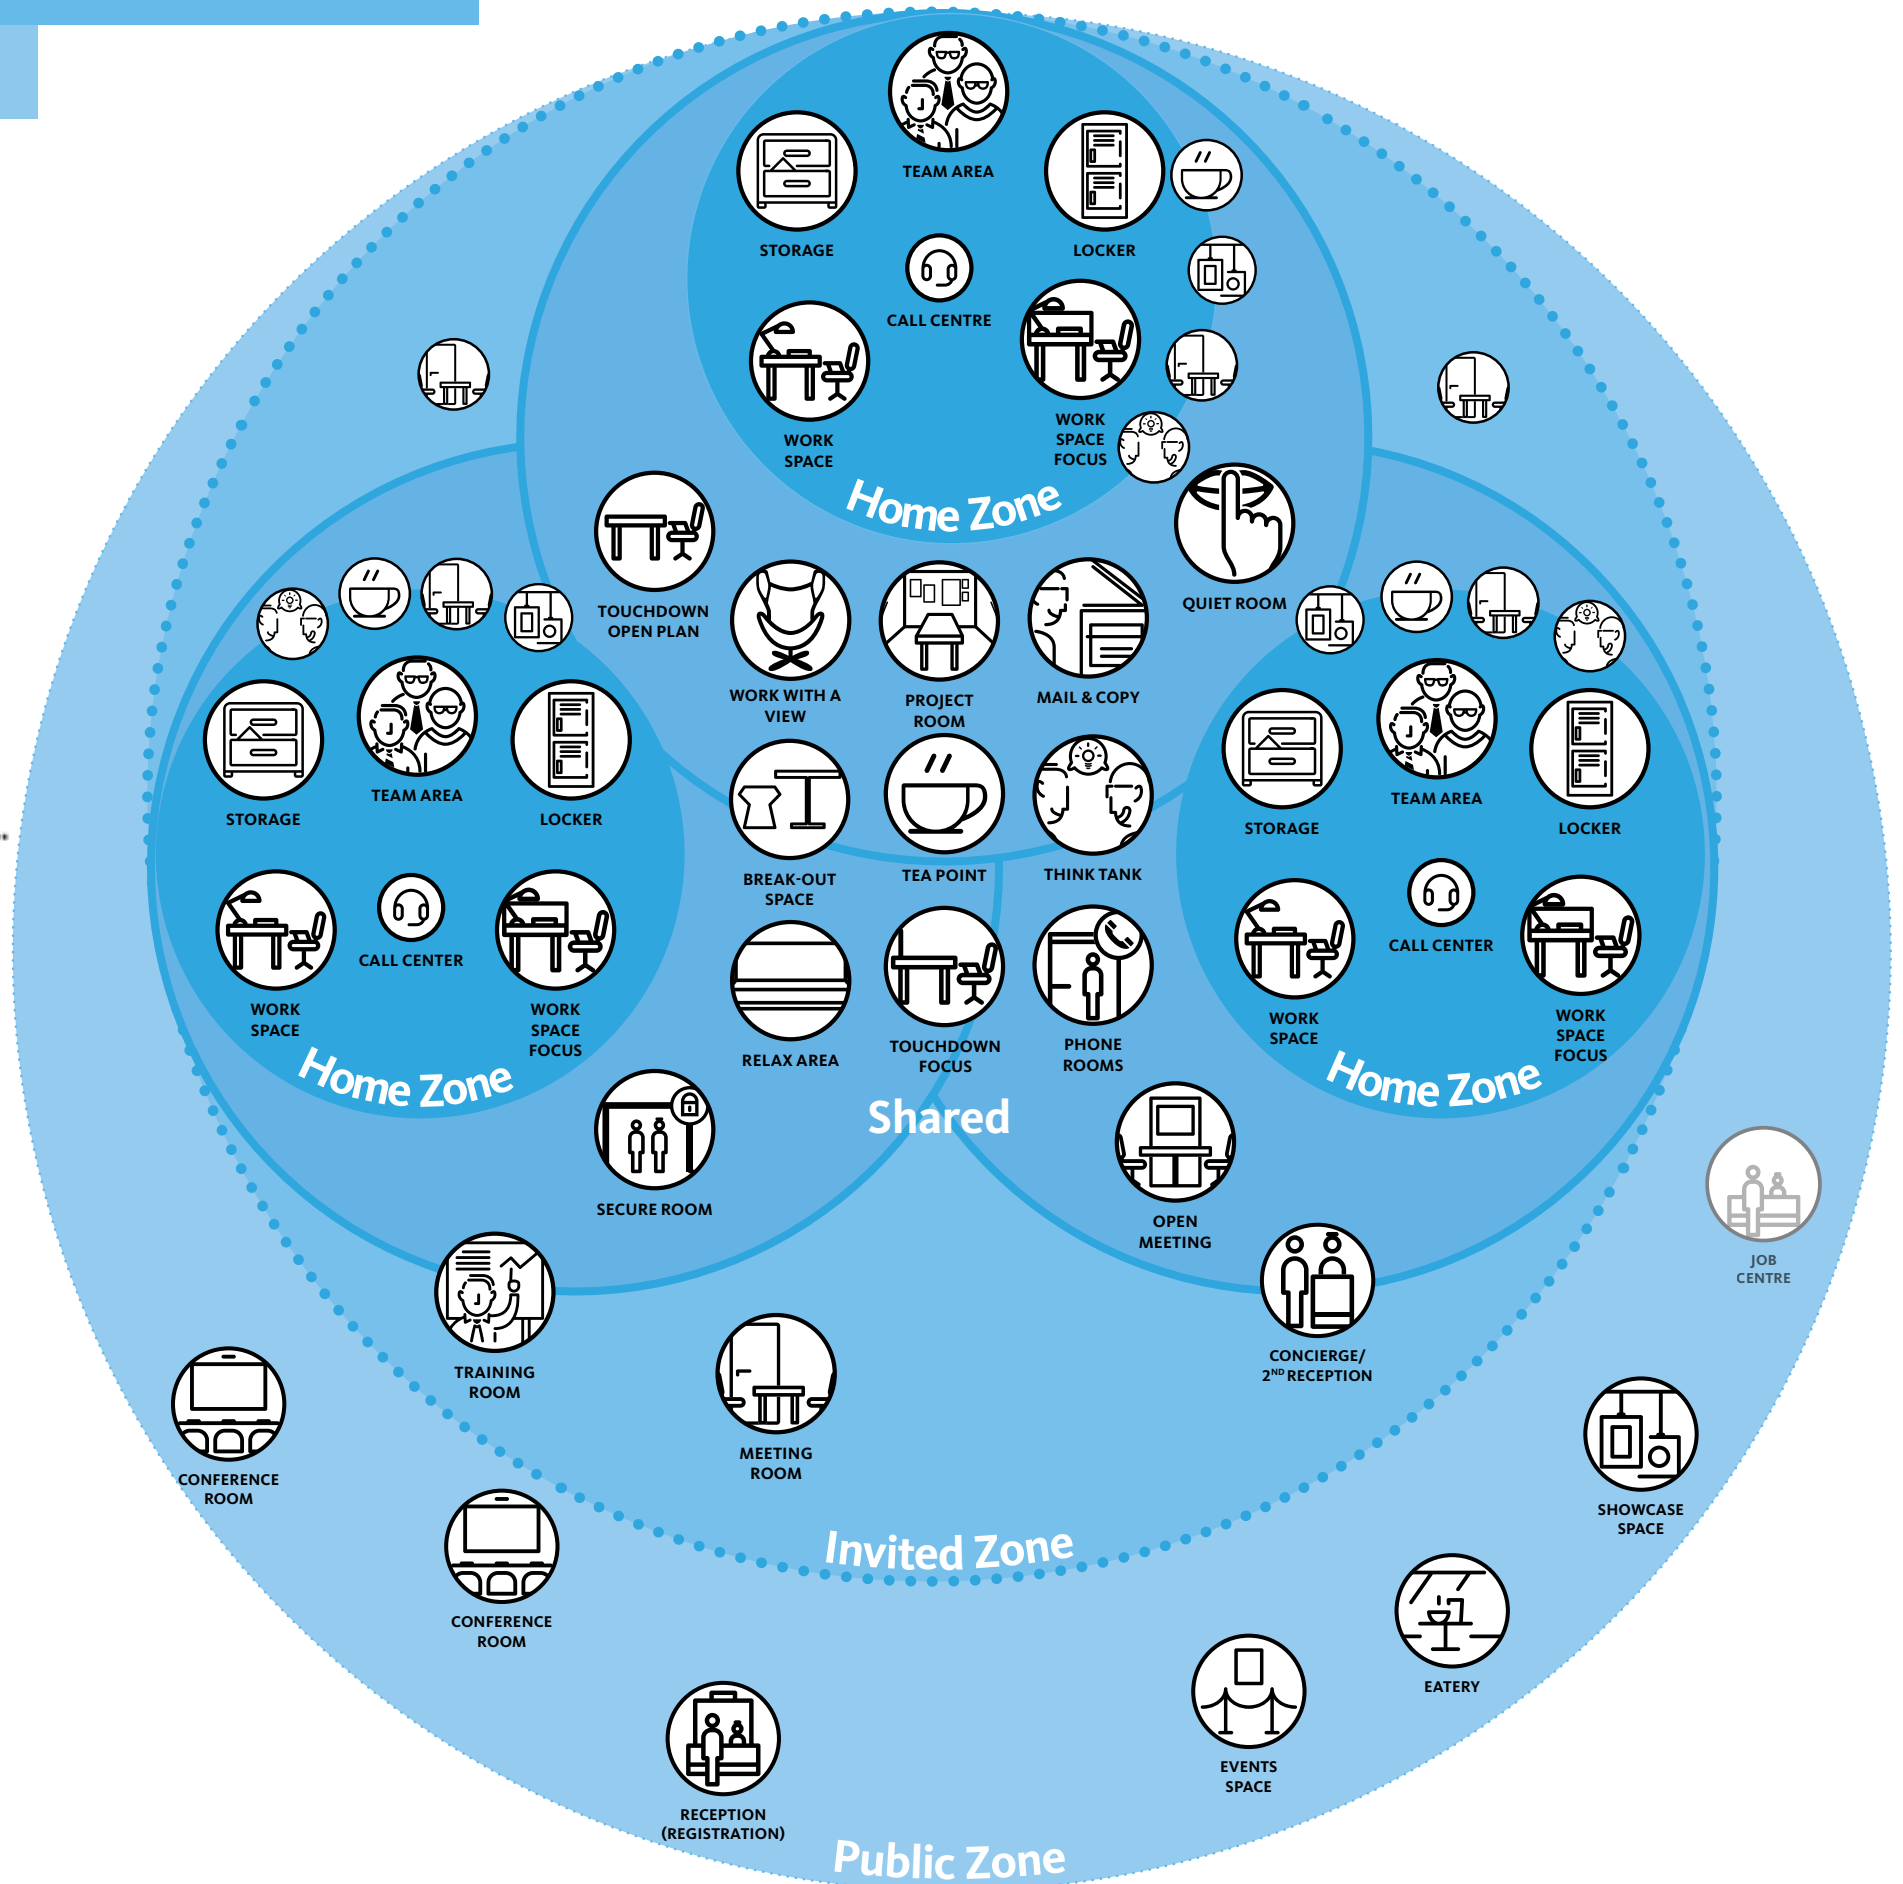 TEAM AREA
STORAGE
LOCKER
CALL CENTRE
WORK
SPACE
WORK
SPACE
FOCUS
Home Zone
TOUCHDOWN
OPEN PLAN
QUIET ROOM
WORK WITH A
VIEW
PROJECT
ROOM
MAIL & COPY
BREAK-OUT
SPACE
TEA POINT
THINK TANK
RELAX AREA
TOUCHDOWN
FOCUS
PHONE
ROOMS
Shared
TEAM AREA
STORAGE
LOCKER
CALL CENTER
WORK
SPACE
WORK
SPACE
FOCUS
Home Zone
TEAM AREA
STORAGE
LOCKER
CALL CENTER
WORK
SPACE
WORK
SPACE
FOCUS
Home Zone
SECURE ROOM
OPEN
MEETING
TRAINING
ROOM
MEETING
ROOM
CONCIERGE/
2ND RECEPTION
Invited Zone
JOB
CENTRE
CONFERENCE
ROOM
CONFERENCE
ROOM
SHOWCASE
SPACE
EATERY
EVENTS
SPACE
RECEPTION
(REGISTRATION)
Public Zone